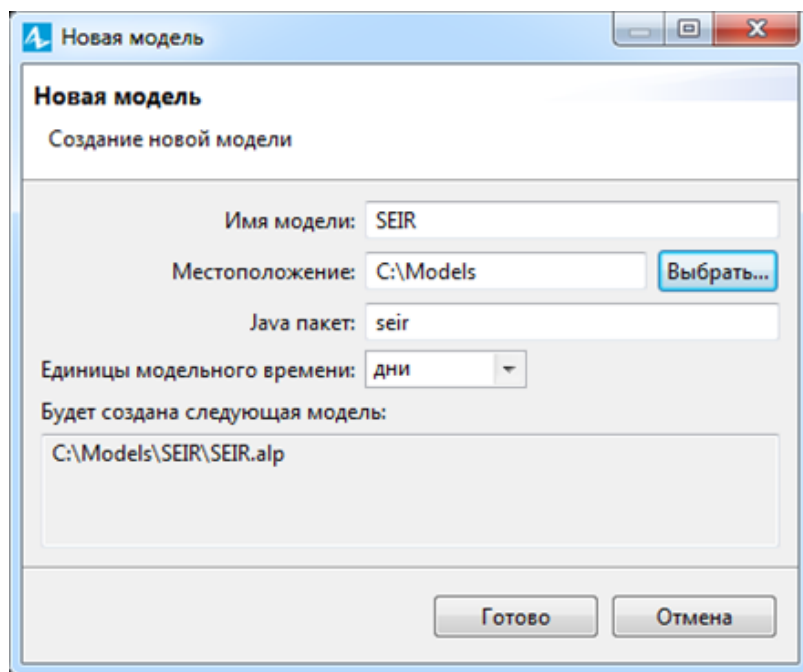 Новая модель
Новая модель
Создание новой модели
Имя модели: SEIR
Местоположение: C:\Models Выбрать...
Java пакет: seir
Единицы модельного времени: дни
Будет создана следующая модель:
C:\Models\SEIR\SEIR.alp
Готово Отмена